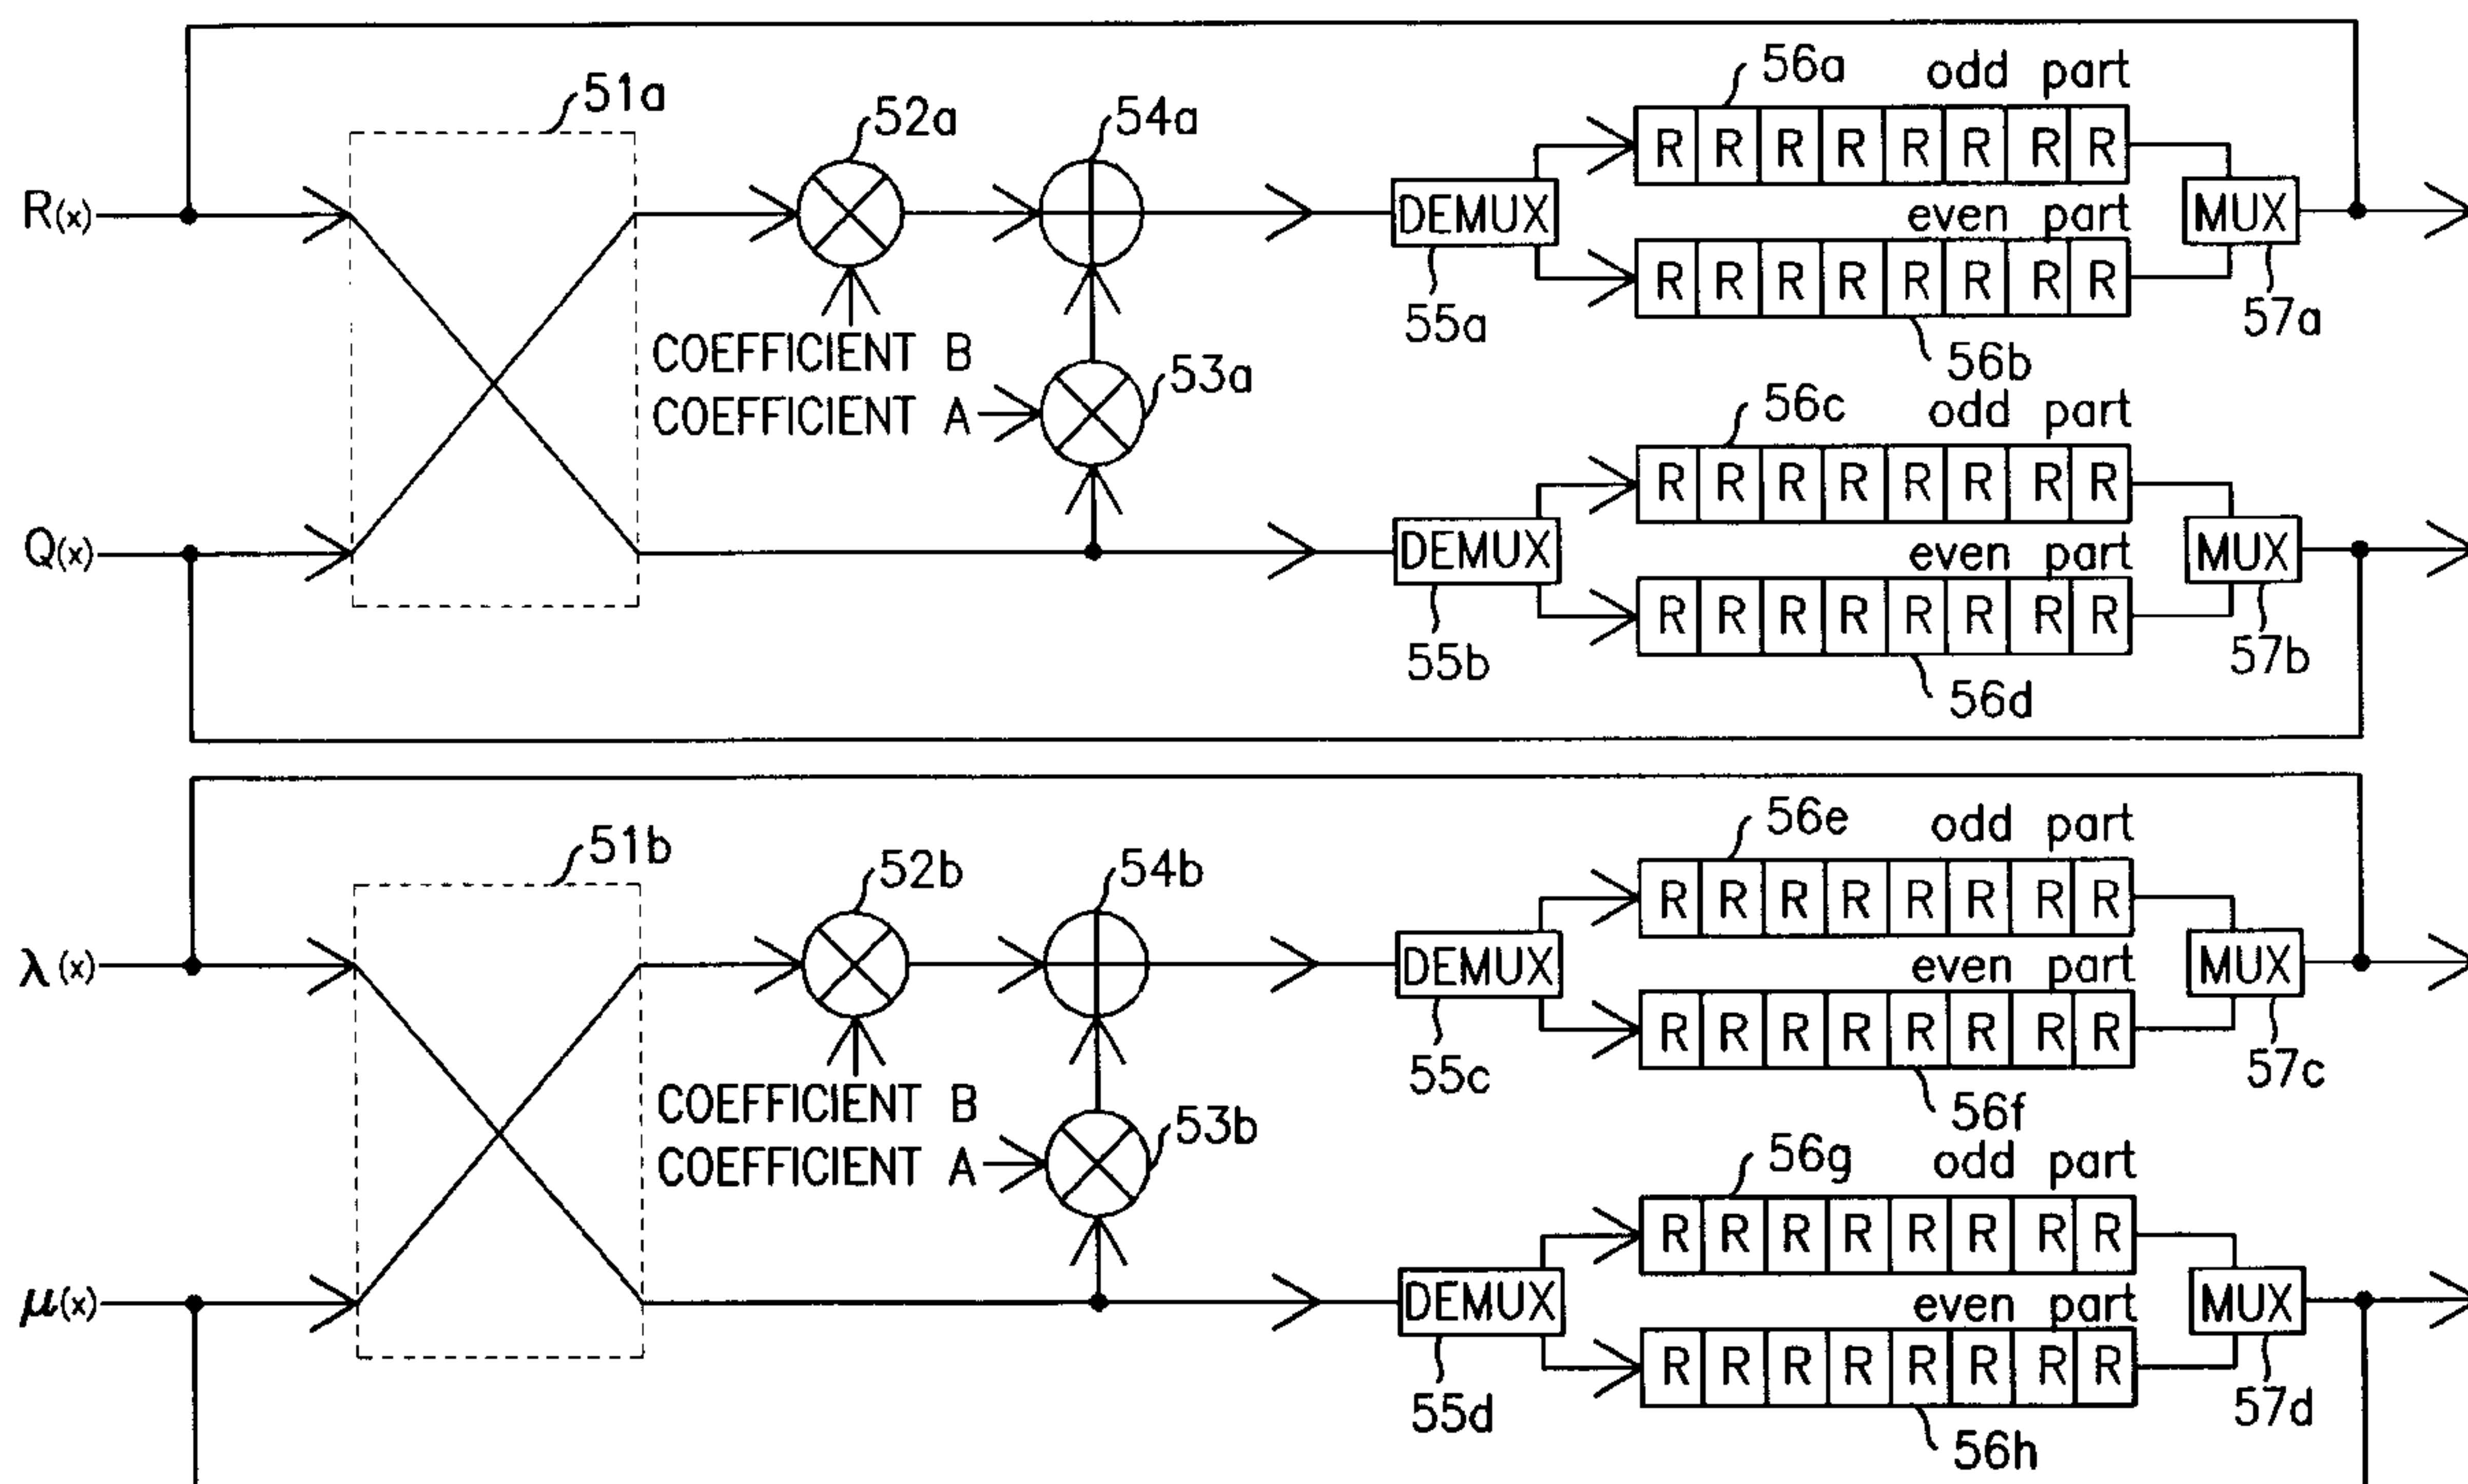 56a odd part
51a
52a
54a
R R R R R R R R
R(x)
DEMUX
even part
MUX
R R R R R R R R
55a
57a
COEFFICIENT B
56b
53a
COEFFICIENT A
56c odd part
R R R R R R R R
Q(x)
DEMUX
even part
MUX
R R R R R R R R
55b
57b
56d
56e odd part
51b
52b
54b
R R R R R R R R
λ(x)
DEMUX
even part
MUX
R R R R R R R R
55c
57c
COEFFICIENT B
56f
53b
COEFFICIENT A
56g odd part
R R R R R R R R
μ(x)
DEMUX
even part
MUX
R R R R R R R R
55d
57d
56h